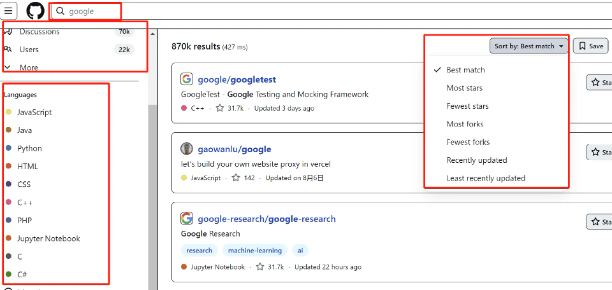 google
Discussions 70k
Users 22k
More
Languages
JavaScript
Java
Python
HTML
CSS
C++
PHP
Jupyter Notebook
C
C#
870k results (427 ms)
Sort by: Best match
Save
Best match
Most stars
Fewest stars
Most forks
Fewest forks
Recently updated
Least recently updated
google/googletest
GoogleTest - Google Testing and Mocking Framework
C++ · 31.7k · Updated 3 days ago
Sta
gaowanlu/google
let's build your own website proxy in vercel
JavaScript · 142 · Updated on 8月6日
Sta
google-research/google-research
Google Research
research machine-learning ai
Jupyter Notebook · 31.7k · Updated 22 hours ago
Sta